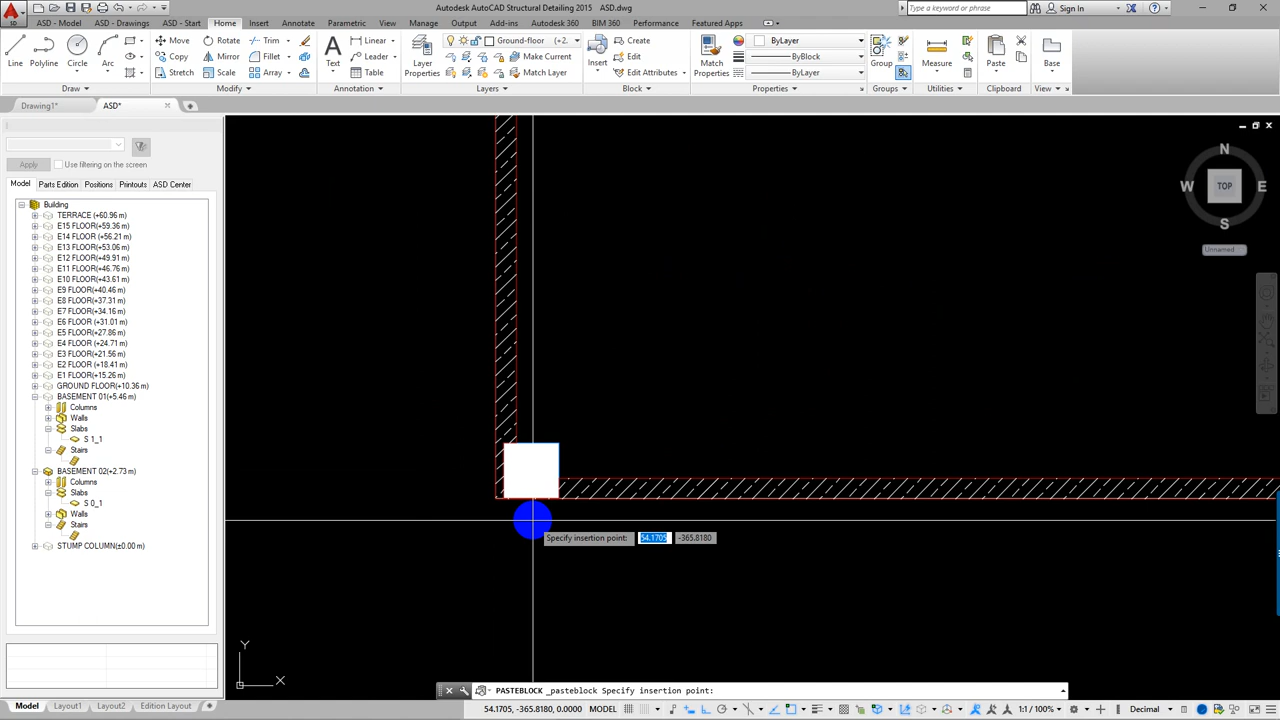 Autodesk AutoCAD Structural Detailing 2015 ASD.dwg
Type a keyword or phrase
Sign In
ASD - Model
ASD - Drawings
ASD - Start
Home
Insert
Annotate
Parametric
View
Manage
Output
Add-ins
Autodesk 360
BIM 360
Performance
Featured Apps
Line
Polyline
Circle
Arc
Move
Rotate
Trim
Copy
Mirror
Fillet
Stretch
Scale
Array
Text
Linear
Leader
Table
Layer
Properties
Ground-floor (+2.
Make Current
Match Layer
Insert
Create
Edit
Edit Attributes
Match
Properties
ByLayer
ByBlock
ByLayer
Group
Measure
Paste
Base
Draw
Modify
Annotation
Layers
Block
Properties
Groups
Utilities
Clipboard
View
Drawing1*
ASD*
Apply
Use filtering on the screen
Model
Parts Edition
Positions
Printouts
ASD Center
Building
TERRACE (+60.96 m)
E15 FLOOR(+59.36 m)
E14 FLOOR (+56.21 m)
E13 FLOOR(+53.06 m)
E12 FLOOR(+49.91 m)
E11 FLOOR(+46.76 m)
E10 FLOOR(+43.61 m)
E9 FLOOR(+40.46 m)
E8 FLOOR(+37.31 m)
E7 FLOOR(+34.16 m)
E6 FLOOR(+31.01 m)
E5 FLOOR(+27.86 m)
E4 FLOOR(+24.71 m)
E3 FLOOR(+21.56 m)
E2 FLOOR (+18.41 m)
E1 FLOOR(+15.26 m)
GROUND FLOOR(+10.36 m)
BASEMENT 01(+5.46 m)
Columns
Walls
Slabs
S 1_1
Stairs
BASEMENT 02(+2.73 m)
Columns
Slabs
S 0_1
Walls
Stairs
STUMP COLUMN(±0.00 m)
N
W
TOP
E
S
Unnamed
Specify insertion point:
54.1705
-365.8180
Y
X
PASTEBLOCK _pasteblock Specify insertion point:
Model
Layout1
Layout2
Edition Layout
54.1705, -365.8180, 0.0000
MODEL
1:1 / 100%
Decimal